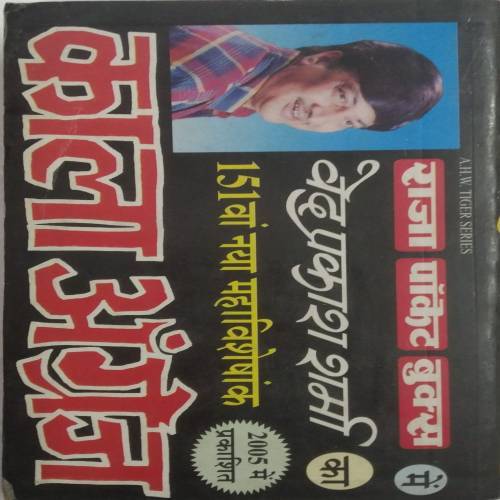 A.H.W. TIGER SERIES
राजा पॉकेट बुक्स में
वेद प्रकाश शर्मा का
151वां नया महाविशेषांक
2005 में
प्रकाशित
काला अंग्रेज